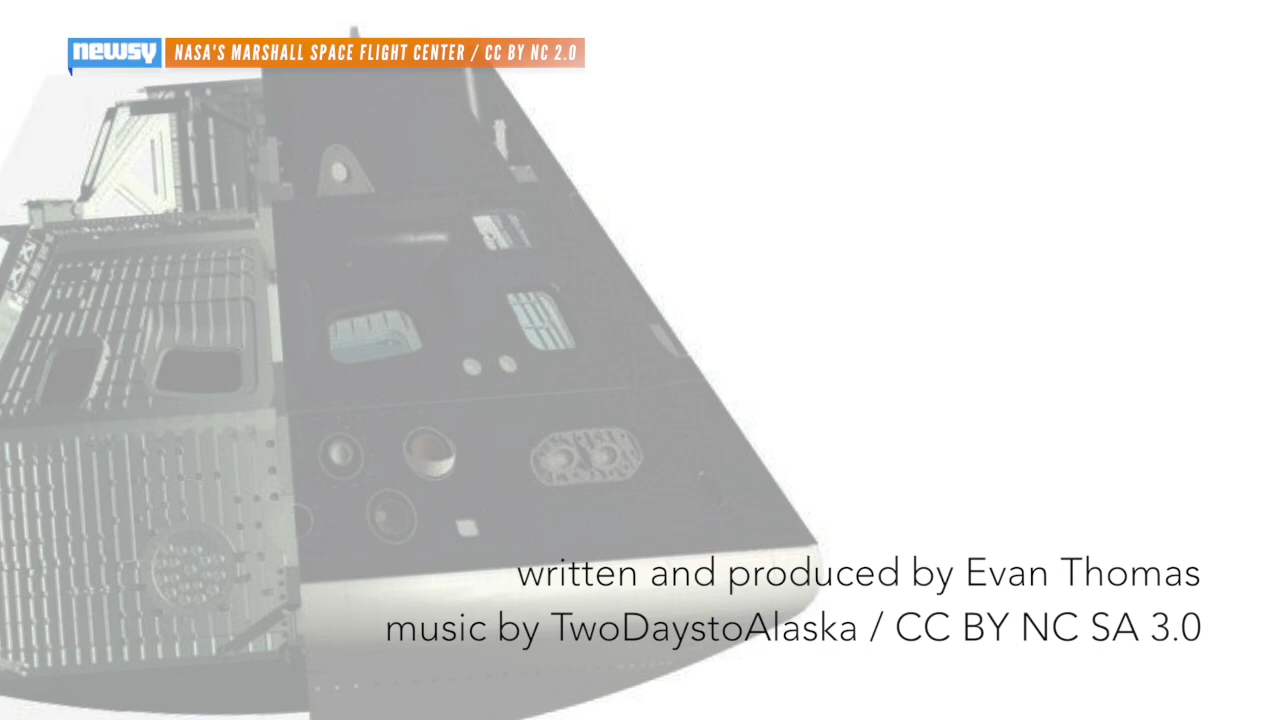 newsy NASA'S MARSHALL SPACE FLIGHT CENTER / CC BY NC 2.0
written and produced by Evan Thomas
music by TwoDaystoAlaska / CC BY NC SA 3.0